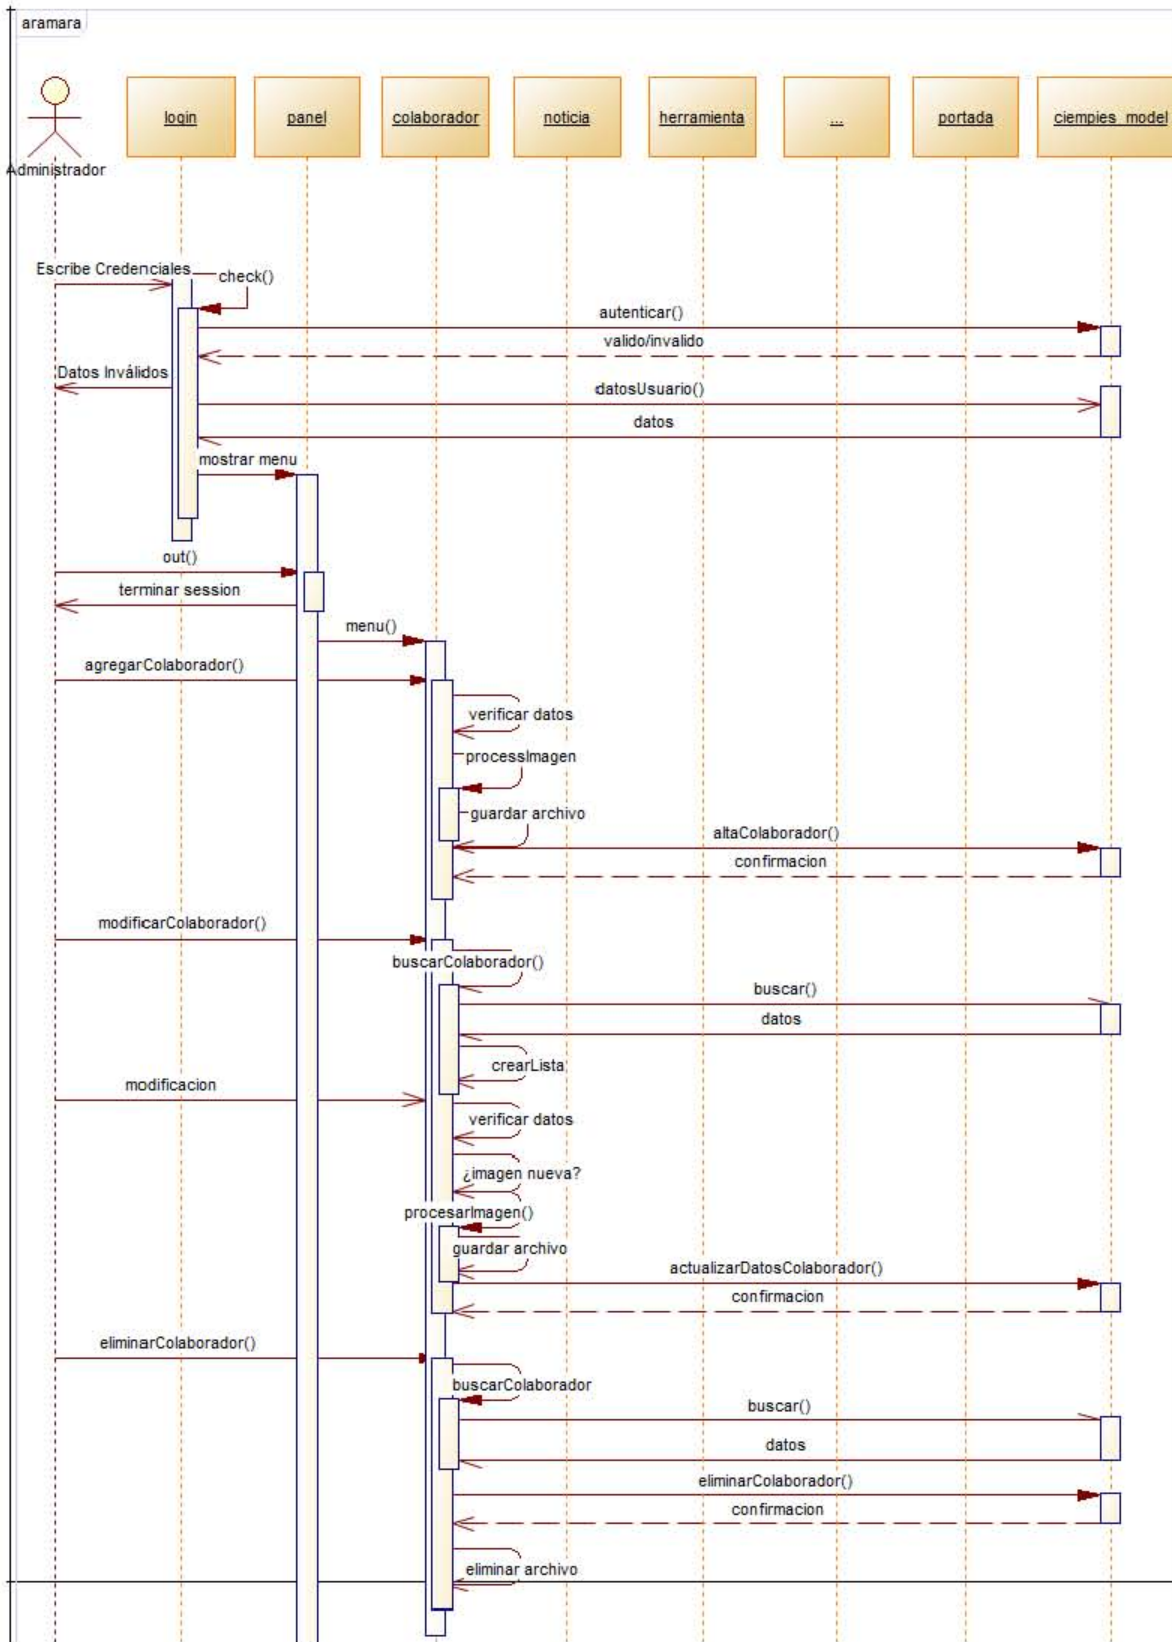 aramara
login
panel
colaborador
noticia
herramienta
...
portada
ciempies_model
Administrador
Escribe Credenciales
check()
autenticar()
valido/invalido
Datos Inválidos
datosUsuario()
datos
mostrar menu
out()
terminar session
menu()
agregarColaborador()
verificar datos
processImagen
guardar archivo
altaColaborador()
confirmacion
modificarColaborador()
buscarColaborador()
buscar()
datos
crearLista
modificacion
verificar datos
¿imagen nueva?
procesarImagen()
guardar archivo
actualizarDatosColaborador()
confirmacion
eliminarColaborador()
buscarColaborador
buscar()
datos
eliminarColaborador()
confirmacion
eliminar archivo